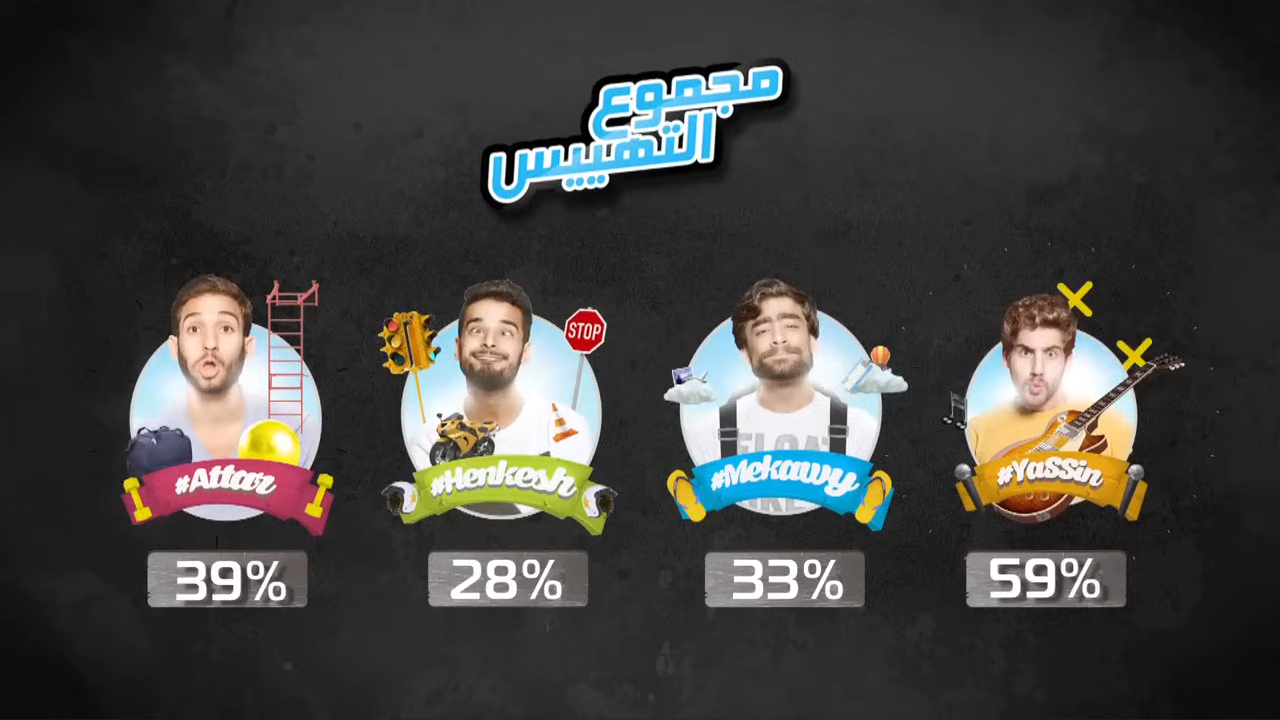 مجموع
التهييس
STOP
#Attar
#Henkesh
#Mekawy
#Yassin
39%
28%
33%
59%